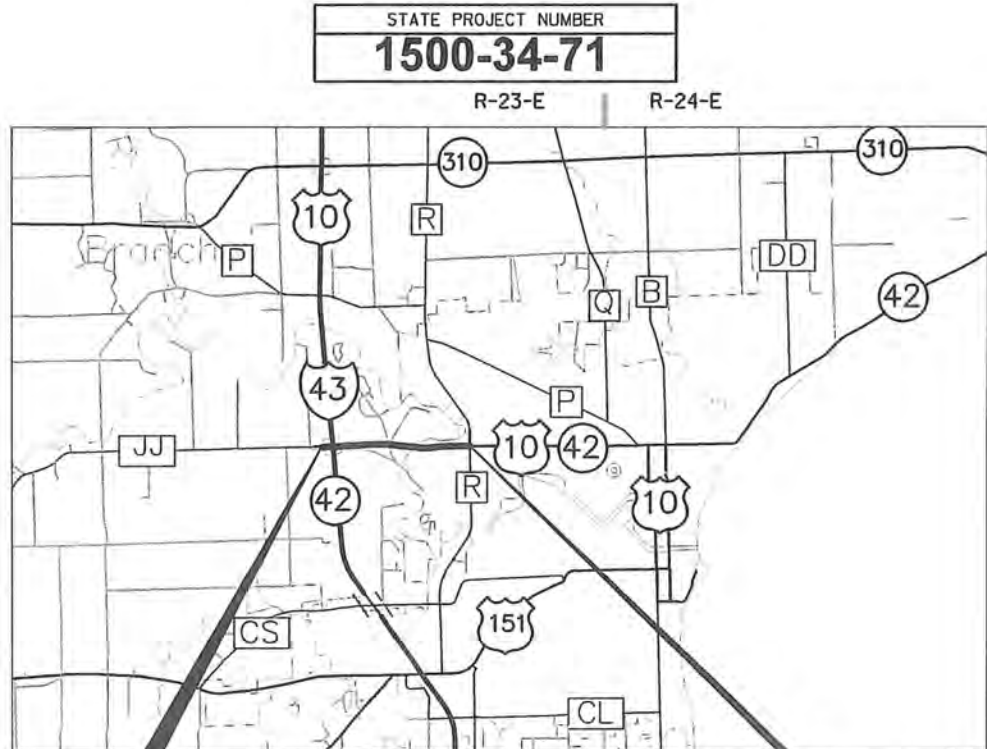 STATE PROJECT NUMBER
1500-34-71
R-23-E R-24-E
310 310
10 R
Branch P DD
Q B 42
43
P
JJ 10 42
42 R 10
CS 151
CL